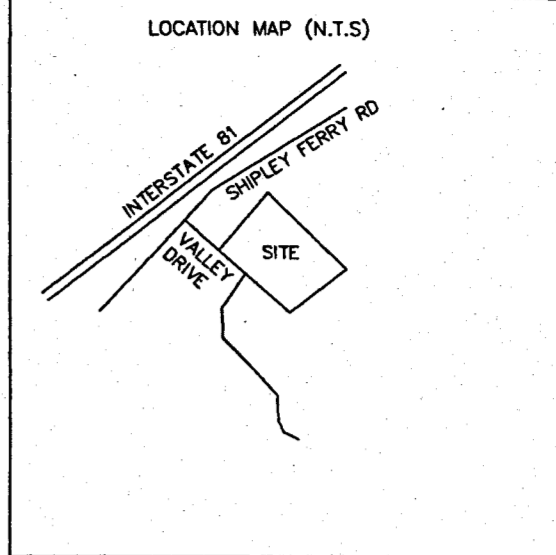 LOCATION MAP (N.T.S)
INTERSTATE 81
SHIPLEY FERRY RD
VALLEY
DRIVE
SITE